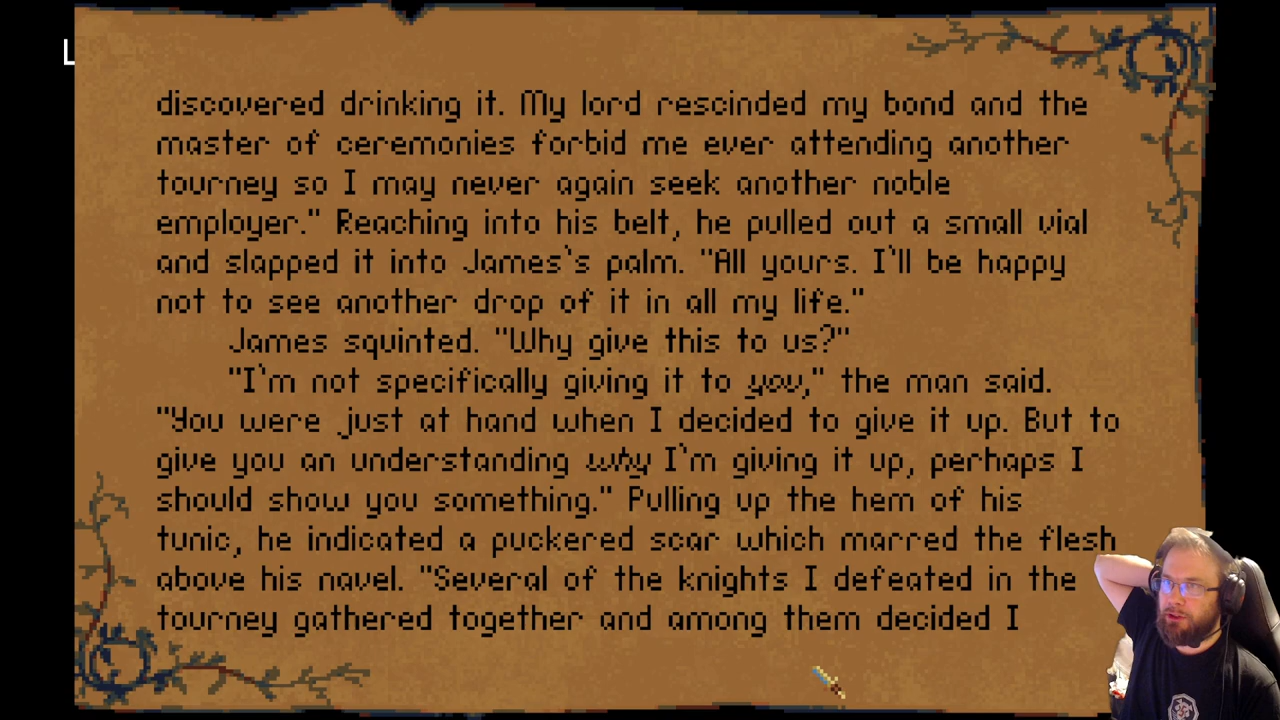 L
discovered drinking it. My lord rescinded my bond and the
master of ceremonies forbid me ever attending another
tourney so I may never again seek another noble
employer." Reaching into his belt, he pulled out a small vial
and slapped it into James's palm. "All yours. I'll be happy
not to see another drop of it in all my life."
James squinted. "Why give this to us?"
"I'm not specifically giving it to you," the man said.
"You were just at hand when I decided to give it up. But to
give you an understanding why I'm giving it up, perhaps I
should show you something." Pulling up the hem of his
tunic, he indicated a puckered scar which marred the flesh
above his navel. "Several of the knights I defeated in the
tourney gathered together and among them decided I